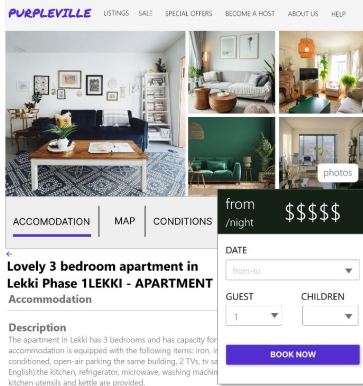 PURPLEVILLE LISTINGS SALE SPECIAL OFFERS BECOME A HOST ABOUT US HELP
photos
ACCOMODATION MAP CONDITIONS
from $$$$$
/night
DATE
from-to
GUEST CHILDREN
1
BOOK NOW
Lovely 3 bedroom apartment in
Lekki Phase 1LEKKI - APARTMENT
Accommodation
Description
The apartment in Lekki has 3 bedrooms and has capacity for
accommodation is equipped with the following items: iron, in
conditioned, open-air parking the same building, 2 TVs, tv sa
English).the kitchen, refrigerator, microwave, washing machin
kitchen utensils and kettle are provided.